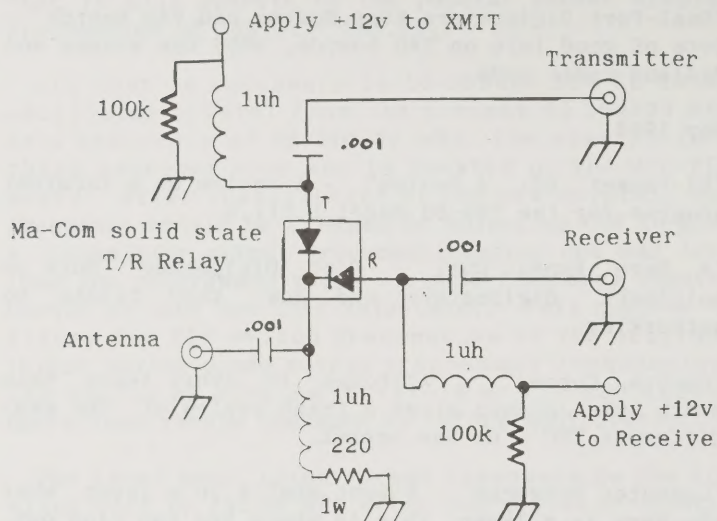 Apply +12v to XMIT
Transmitter
100k
1uh
.001
T
Ma-Com solid state
T/R Relay
R
.001
Receiver
Antenna
.001
1uh
1uh
220
100k
Apply +12v
to Receive
1w